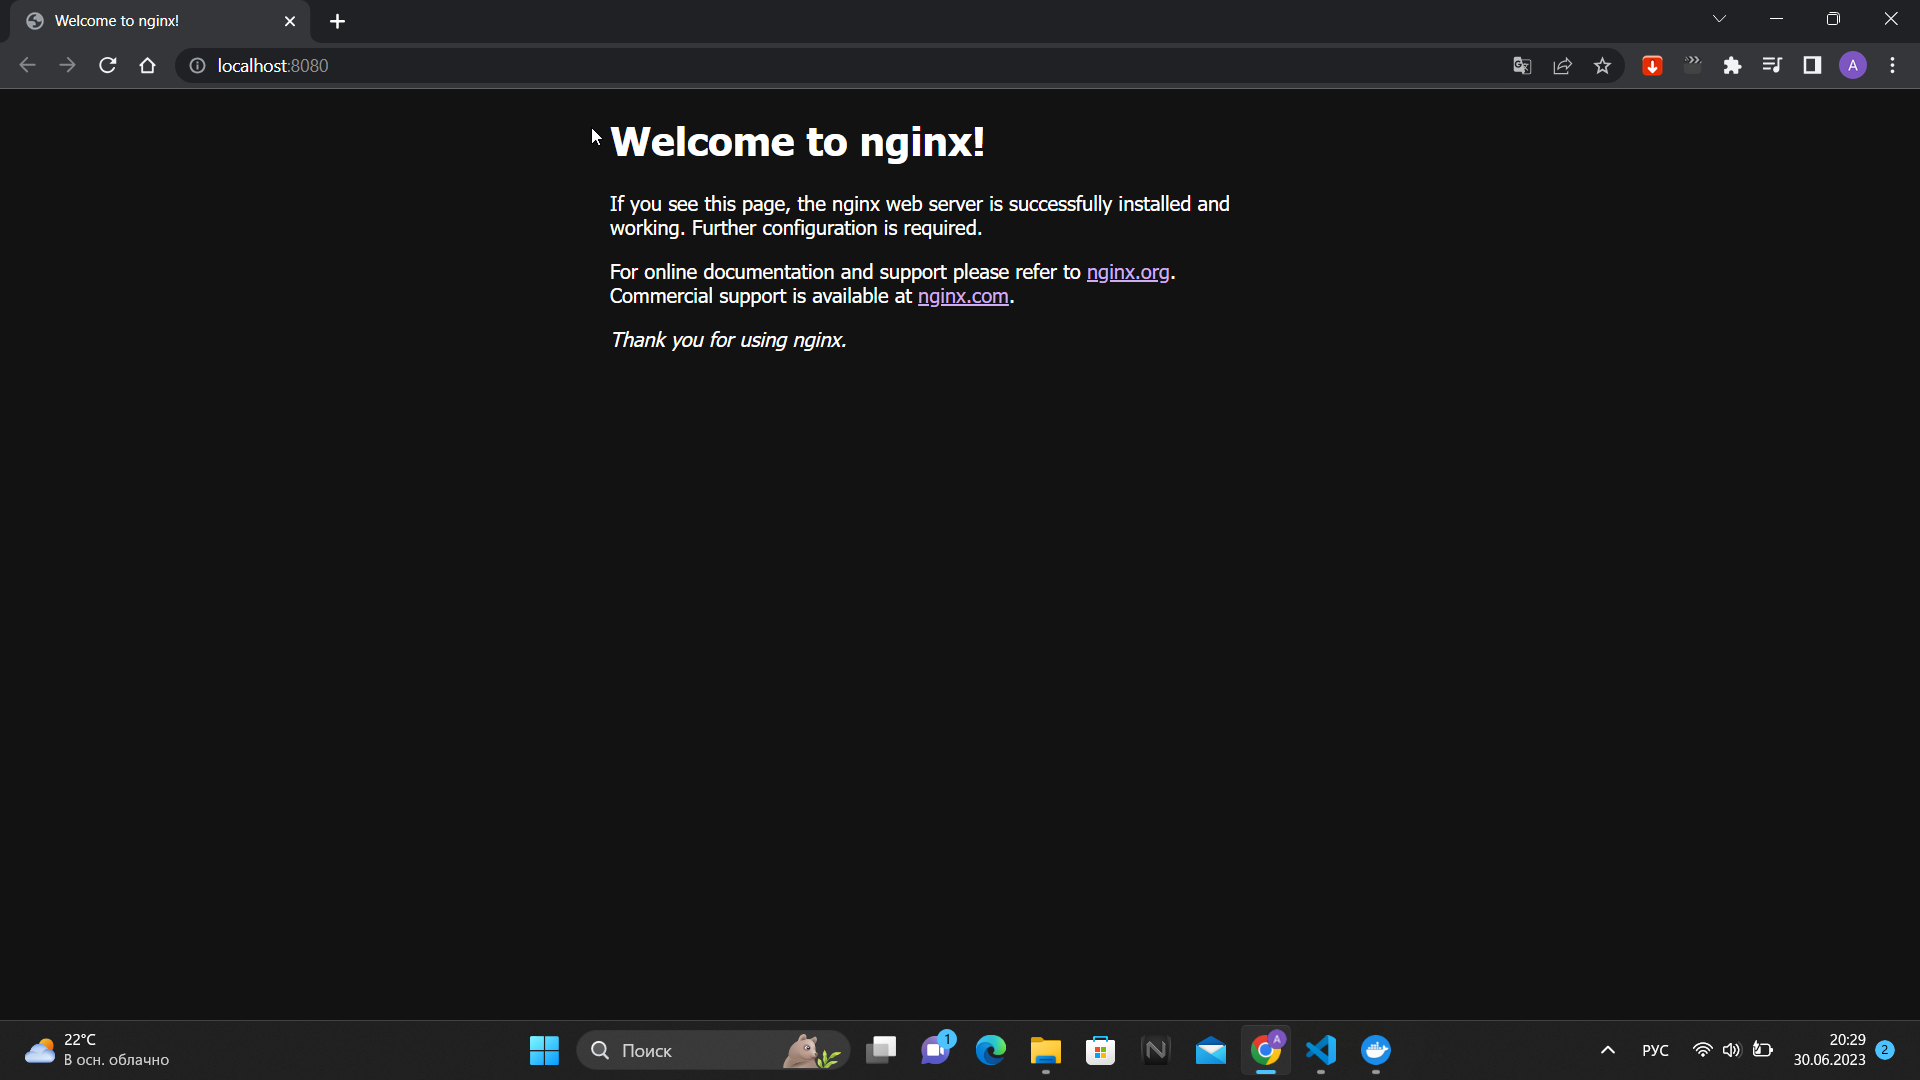 Welcome to nginx!
localhost:8080
A
Welcome to nginx!
If you see this page, the nginx web server is successfully installed and
working. Further configuration is required.
For online documentation and support please refer to nginx.org.
Commercial support is available at nginx.com.
Thank you for using nginx.
22°C
В осн. облачно
Поиск
1
N
A
РУС
20:29
30.06.2023
2